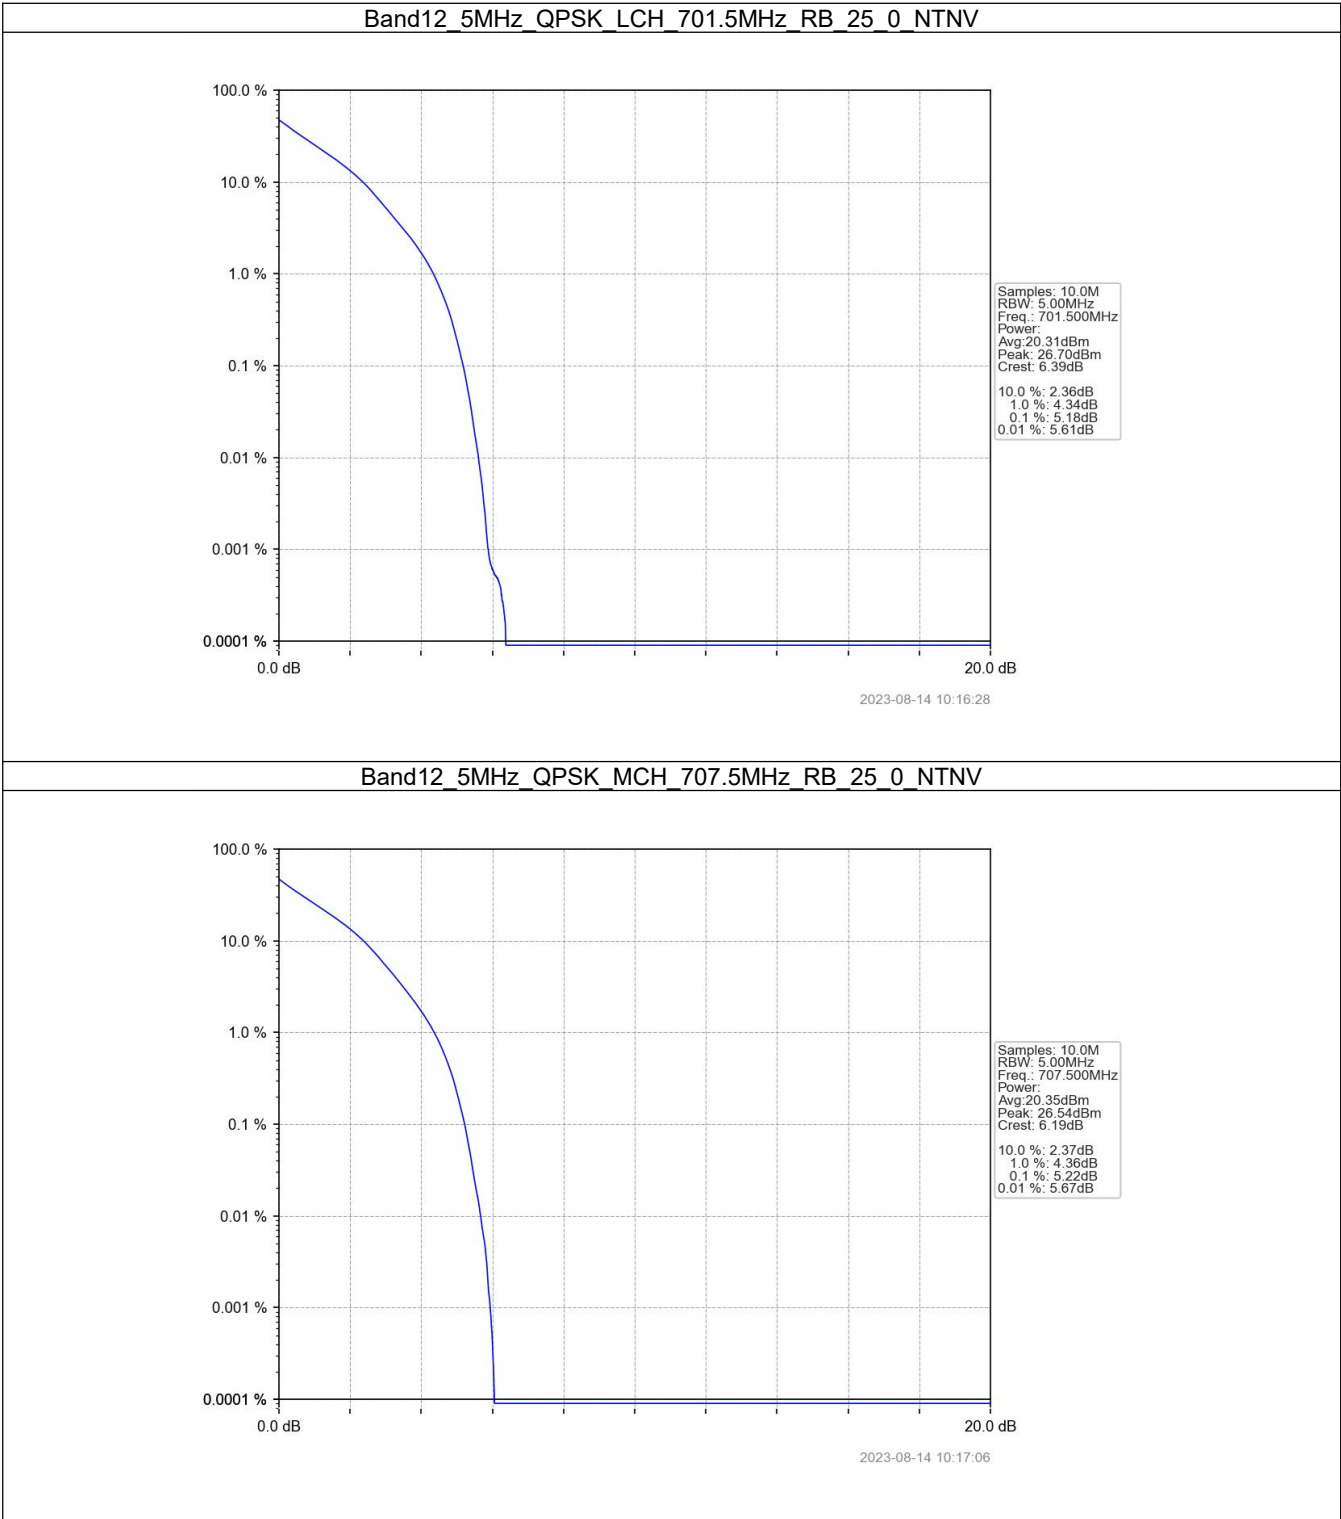 Band12_5MHz_QPSK_LCH_701.5MHz_RB_25_0_NTNV
100.0 %
10.0 %
1.0 %
0.1 %
0.01 %
0.001 %
0.0001 %
0.0 dB
20.0 dB
Samples: 10.0M
RBW: 5.00MHz
Freq.: 701.500MHz
Power:
Avg:20.31dBm
Peak: 26.70dBm
Crest: 6.39dB
10.0 %: 2.36dB
1.0 %: 4.34dB
0.1 %: 5.18dB
0.01 %: 5.61dB
2023-08-14 10:16:28
Band12_5MHz_QPSK_MCH_707.5MHz_RB_25_0_NTNV
100.0 %
10.0 %
1.0 %
0.1 %
0.01 %
0.001 %
0.0001 %
0.0 dB
20.0 dB
Samples: 10.0M
RBW: 5.00MHz
Freq.: 707.500MHz
Power:
Avg:20.35dBm
Peak: 26.54dBm
Crest: 6.19dB
10.0 %: 2.37dB
1.0 %: 4.36dB
0.1 %: 5.22dB
0.01 %: 5.67dB
2023-08-14 10:17:06